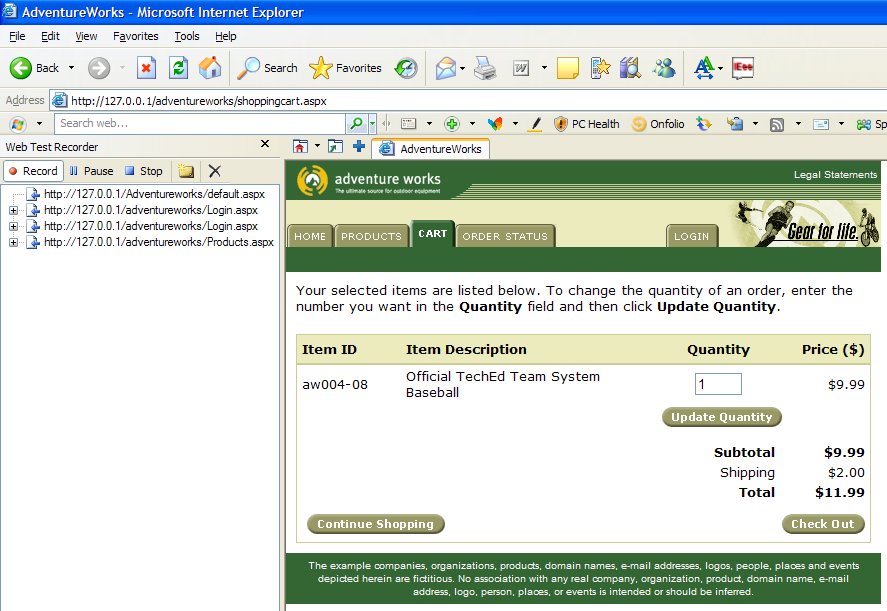 AdventureWorks - Microsoft Internet Explorer
File Edit View Favorites Tools Help
Back Search Favorites
Address http://127.0.0.1/adventureworks/shoppingcart.aspx
Search web... PC Health Onfolio Sp
Web Test Recorder
AdventureWorks
Record Pause Stop
http://127.0.0.1/Adventureworks/default.aspx
http://127.0.0.1/adventureworks/Login.aspx
http://127.0.0.1/adventureworks/Login.aspx
http://127.0.0.1/adventureworks/Products.aspx
adventure works
The ultimate source for outdoor equipment
Legal Statements
HOME PRODUCTS CART ORDER STATUS LOGIN
Gear for life.
Your selected items are listed below. To change the quantity of an order, enter the
number you want in the Quantity field and then click Update Quantity.
Item ID Item Description Quantity Price ($)
aw004-08 Official TechEd Team System 1 $9.99
Baseball
Update Quantity
Subtotal $9.99
Shipping $2.00
Total $11.99
Continue Shopping Check Out
The example companies, organizations, products, domain names, e-mail addresses, logos, people, places and events
depicted herein are fictitious. No association with any real company, organization, product, domain name, e-mail
address, logo, person, places, or events is intended or should be inferred.